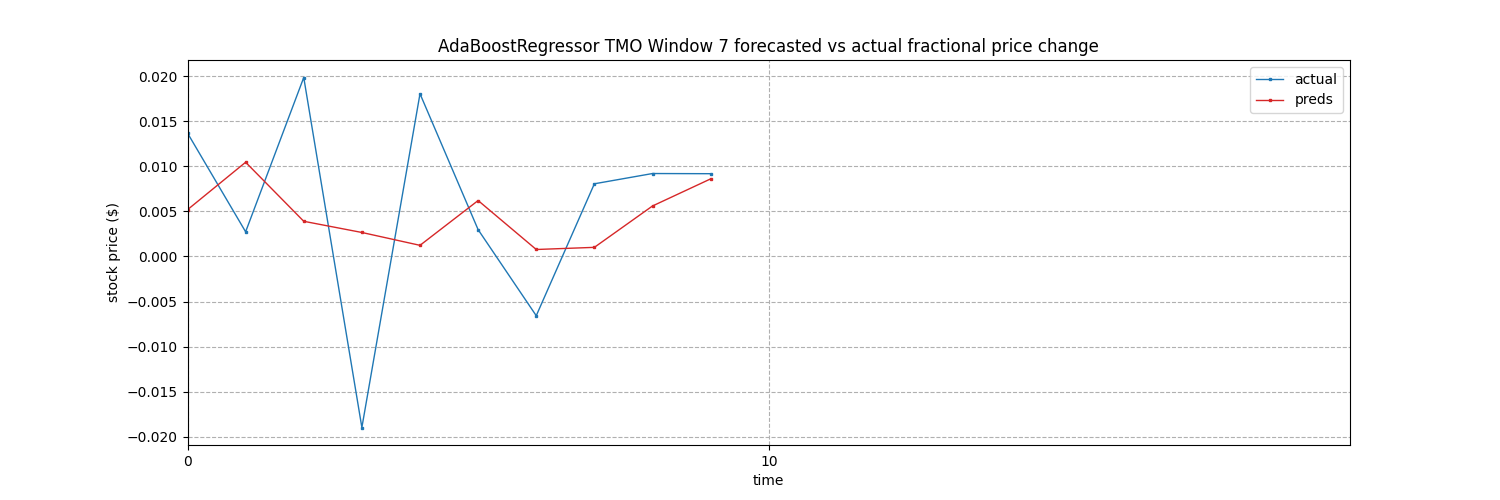 AdaBoostRegressor TMO Window 7 forecasted vs actual fractional price change
actual
preds
0.020
0.015
0.010
0.005
0.000
−0.005
−0.010
−0.015
−0.020
stock price ($)
0 10
time